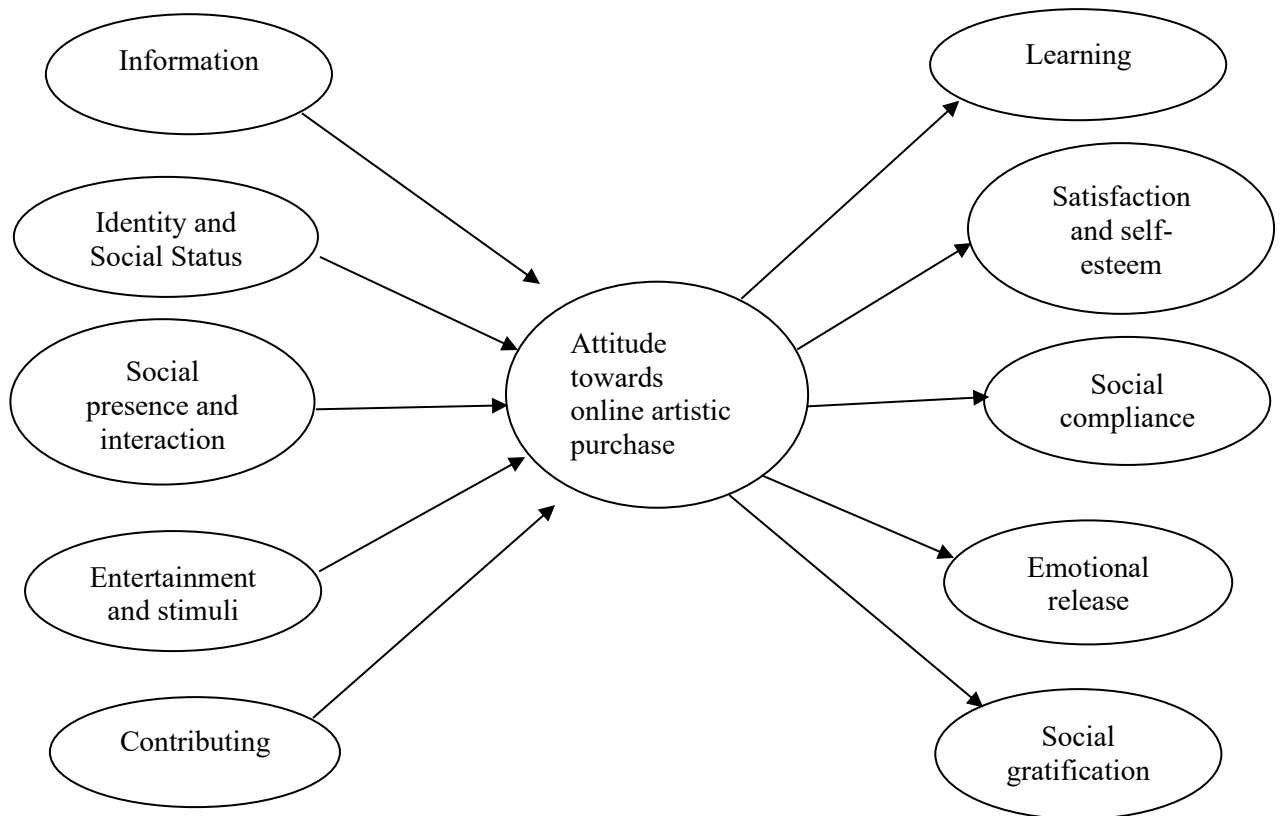 Information
Identity and
Social Status
Social
presence and
interaction
Entertainment
and stimuli
Contributing
Attitude
towards
online artistic
purchase
Learning
Satisfaction
and self-
esteem
Social
compliance
Emotional
release
Social
gratification